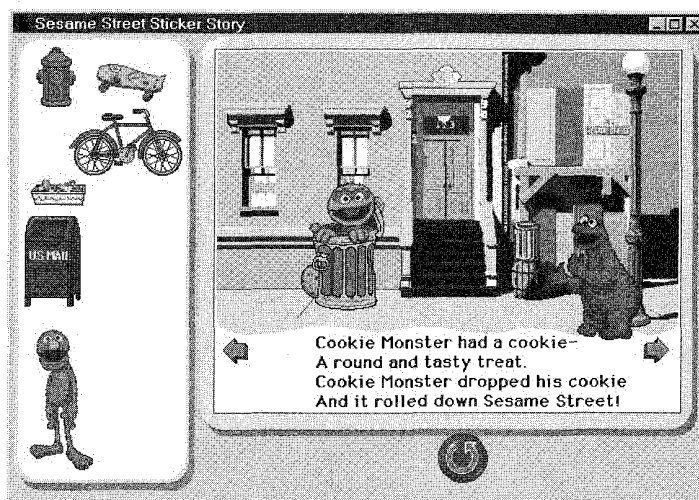 Sesame Street Sticker Story
U.S. MAIL
Cookie Monster had a cookie-
A round and tasty treat.
Cookie Monster dropped his cookie
And it rolled down Sesame Street!